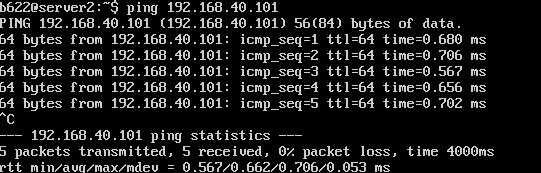 b622@server2:~$ ping 192.168.40.101
PING 192.168.40.101 (192.168.40.101) 56(84) bytes of data.
64 bytes from 192.168.40.101: icmp_seq=1 ttl=64 time=0.680 ms
64 bytes from 192.168.40.101: icmp_seq=2 ttl=64 time=0.706 ms
64 bytes from 192.168.40.101: icmp_seq=3 ttl=64 time=0.567 ms
64 bytes from 192.168.40.101: icmp_seq=4 ttl=64 time=0.656 ms
64 bytes from 192.168.40.101: icmp_seq=5 ttl=64 time=0.702 ms
^C
--- 192.168.40.101 ping statistics ---
5 packets transmitted, 5 received, 0% packet loss, time 4000ms
rtt min/avg/max/mdev = 0.567/0.662/0.706/0.053 ms